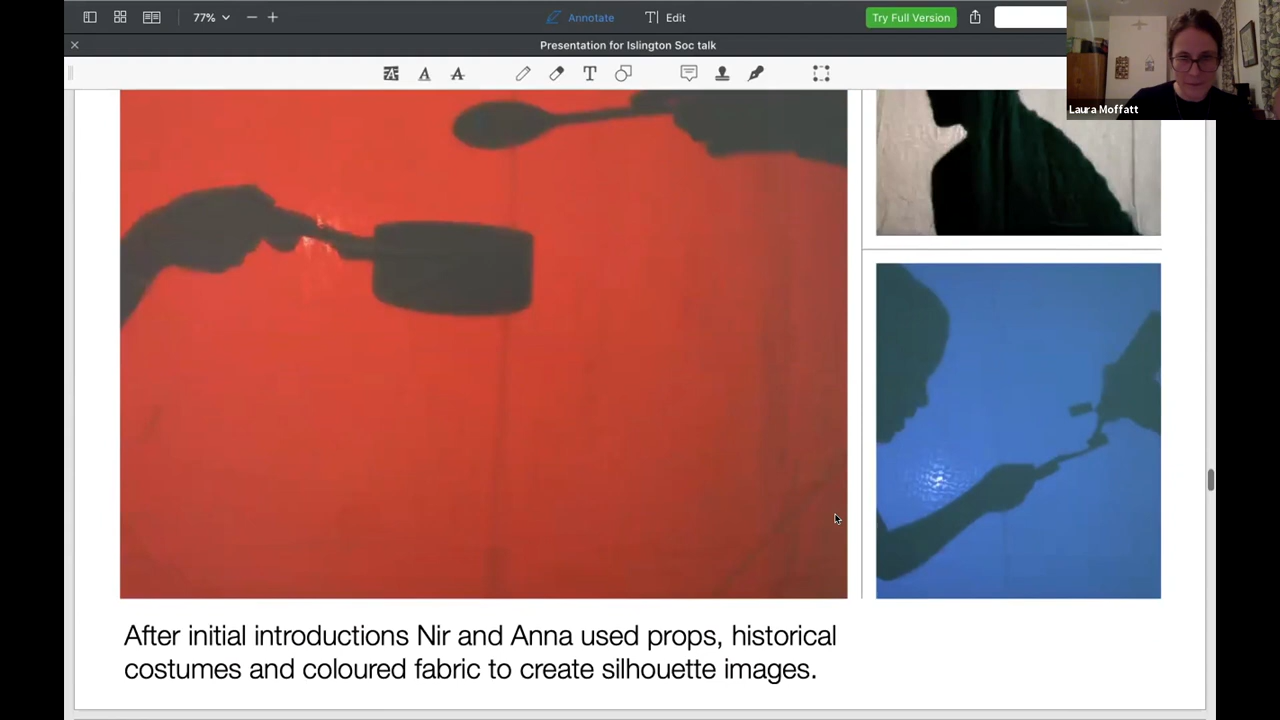 77%
Annotate
T Edit
Try Full Version
Presentation for Islington Soc talk
A A A T
Laura Moffatt
After initial introductions Nir and Anna used props, historical
costumes and coloured fabric to create silhouette images.